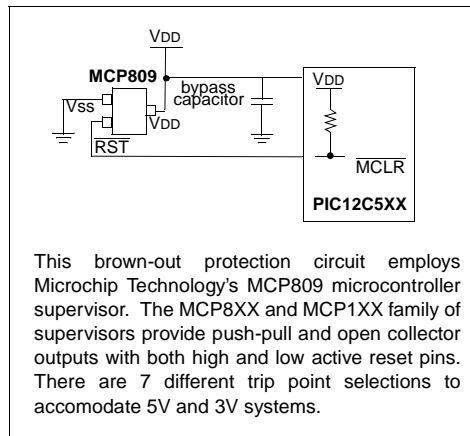 VDD
MCP809
bypass
capacitor
VDD
Vss
VDD
RST
MCLR
PIC12C5XX
This brown-out protection circuit employs
Microchip Technology's MCP809 microcontroller
supervisor. The MCP8XX and MCP1XX family of
supervisors provide push-pull and open collector
outputs with both high and low active reset pins.
There are 7 different trip point selections to
accomodate 5V and 3V systems.